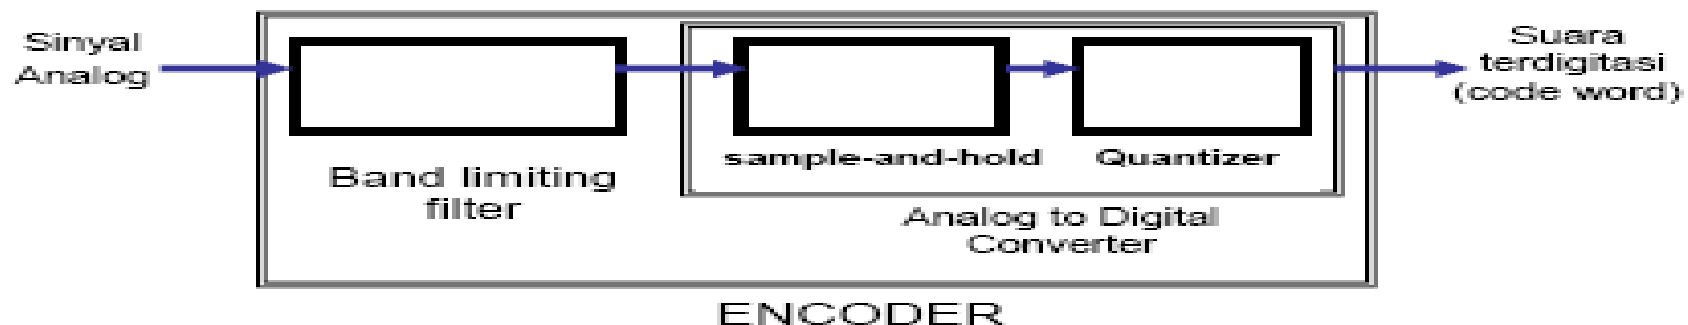 Sinyal
Analog
Band limiting
filter
sample-and-hold
Quantizer
Analog to Digital
Converter
Suara
terdigitasi
(code word)
ENCODER